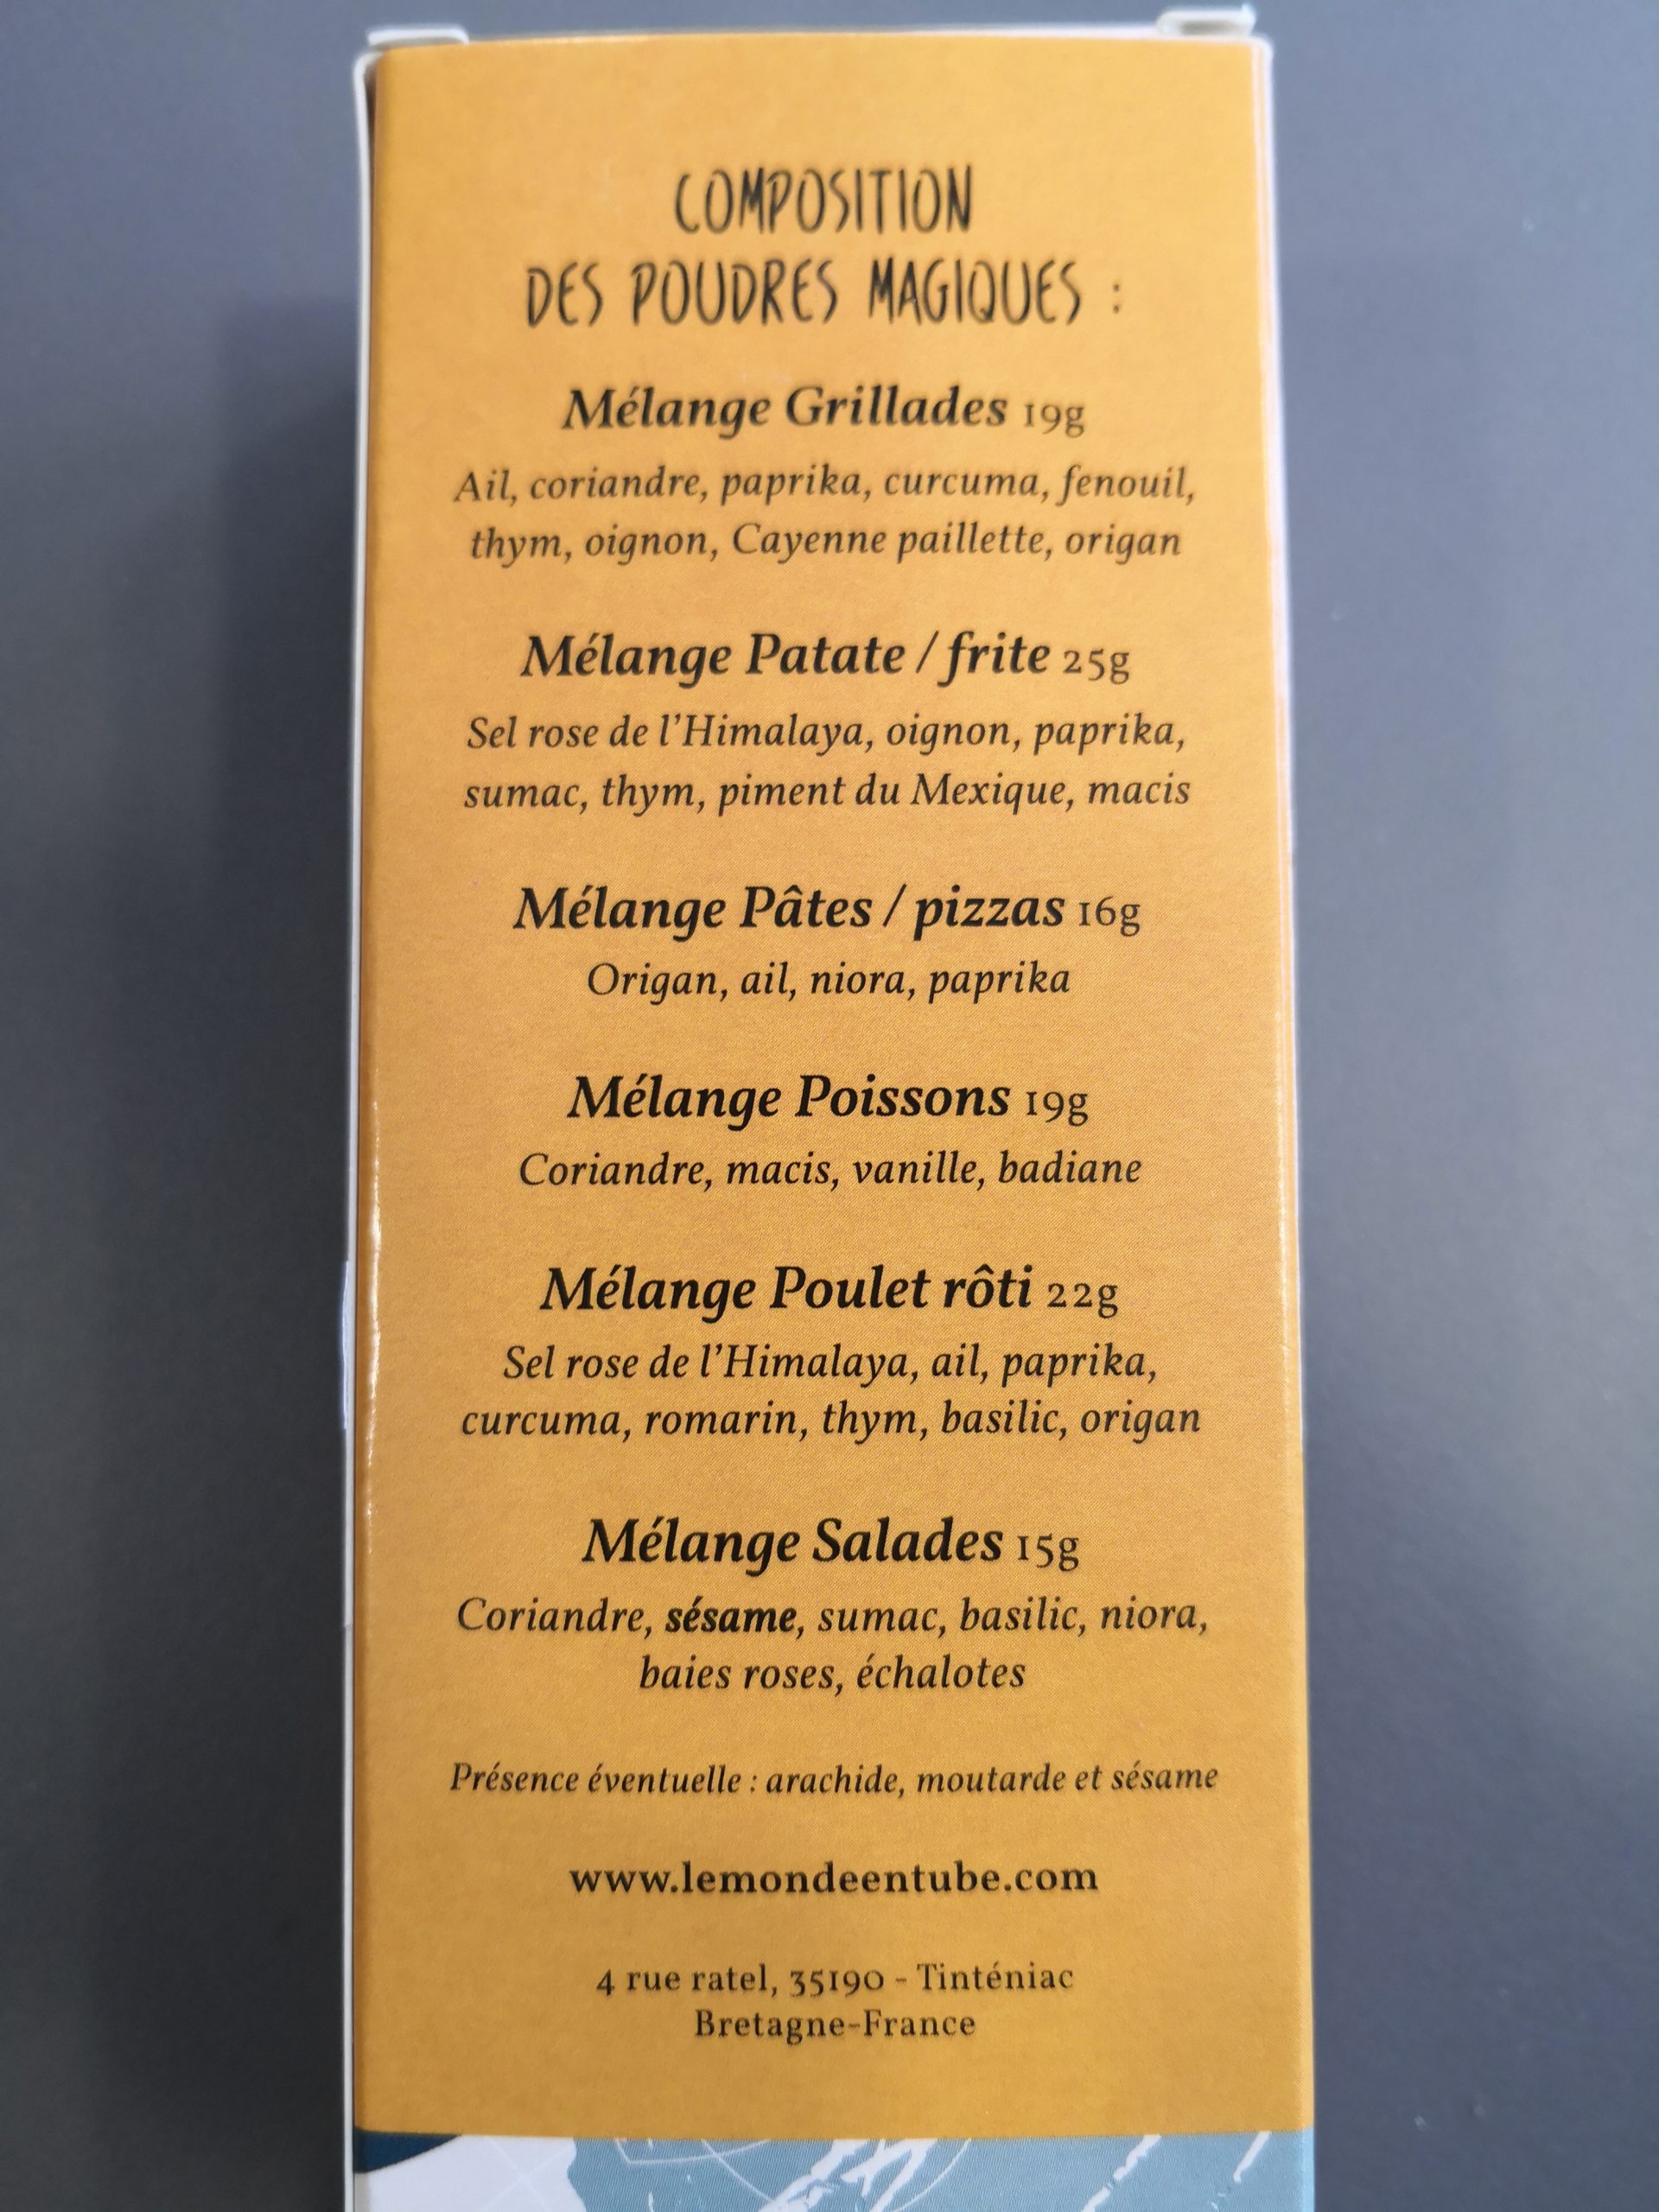 COMPOSITION
DES POUDRES MAGIQUES :
Mélange Grillades 19g
Ail, coriandre, paprika, curcuma, fenouil,
thym, oignon, Cayenne paillette, origan
Mélange Patate / frite 25g
Sel rose de l'Himalaya, oignon, paprika,
sumac, thym, piment du Mexique, macis
Mélange Pâtes / pizzas 16g
Origan, ail, niora, paprika
Mélange Poissons 19g
Coriandre, macis, vanille, badiane
Mélange Poulet rôti 22g
Sel rose de l'Himalaya, ail, paprika,
curcuma, romarin, thym, basilic, origan
Mélange Salades 15g
Coriandre, sésame, sumac, basilic, niora,
baies roses, échalotes
Présence éventuelle : arachide, moutarde et sésame
www.lemondeentube.com
4 rue ratel, 35190 - Tinténiac
Bretagne-France